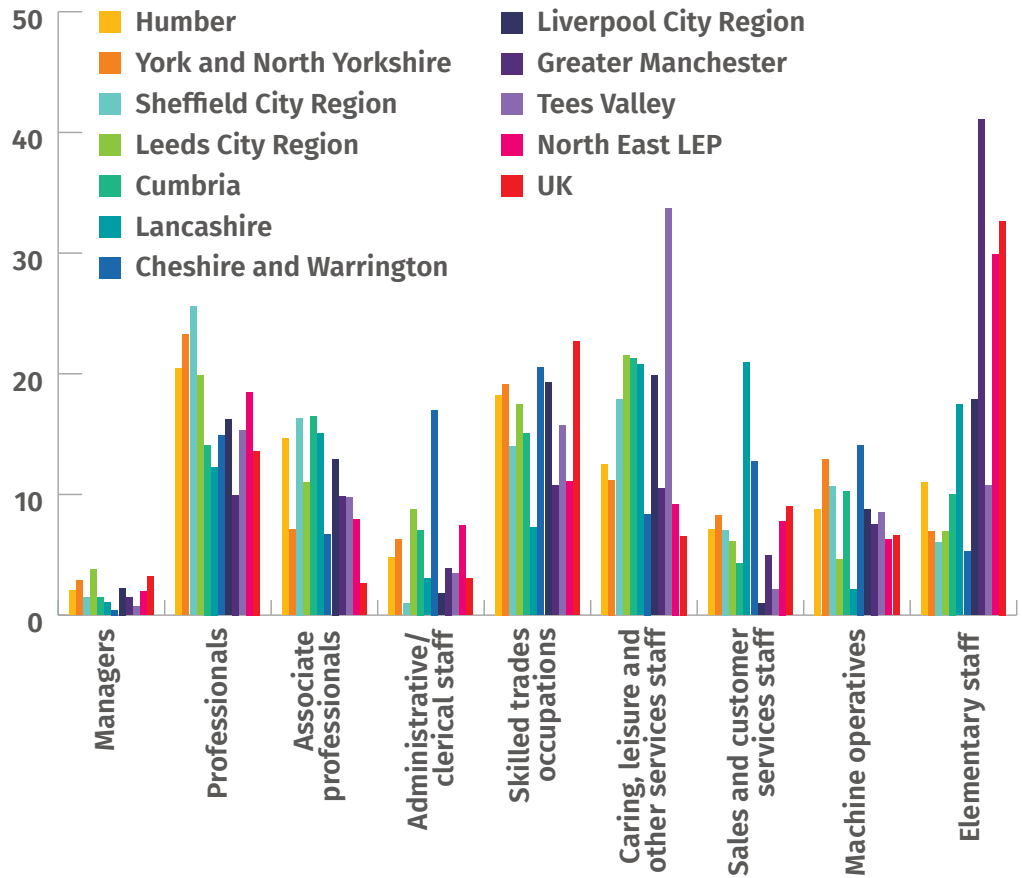 50
40
30
20
10
0
Humber
York and North Yorkshire
Sheffield City Region
Leeds City Region
Cumbria
Lancashire
Cheshire and Warrington
Liverpool City Region
Greater Manchester
Tees Valley
North East LEP
UK
Managers
Professionals
Associate
professionals
Administrative/
clerical staff
Skilled trades
occupations
Caring, leisure and
other services staff
Sales and customer
services staff
Machine operatives
Elementary staff